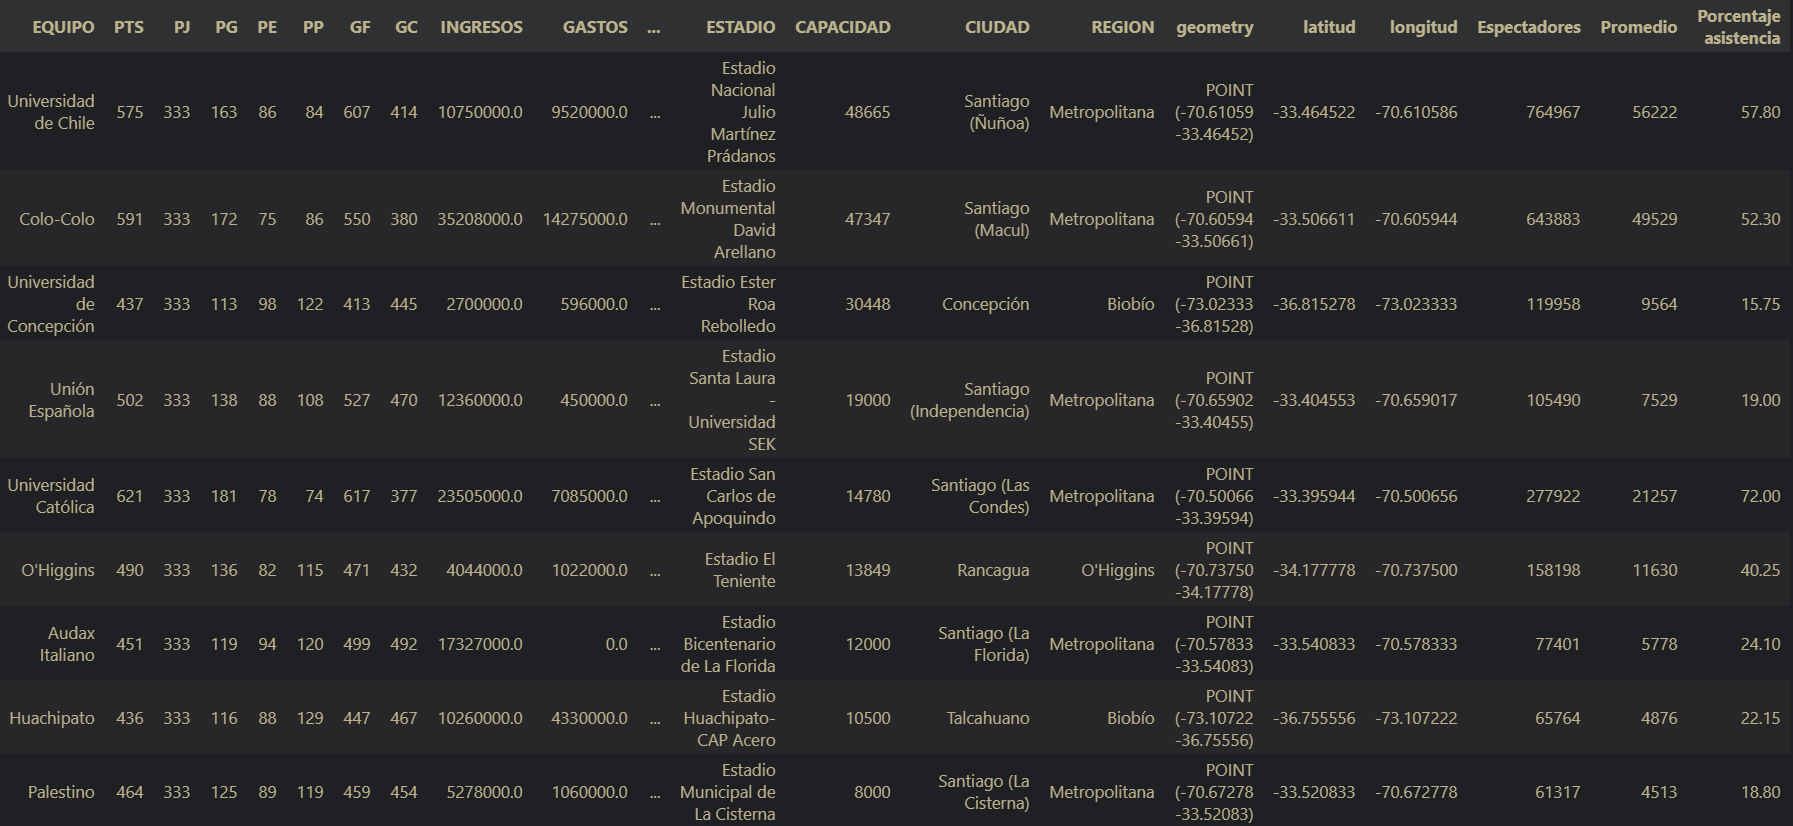 EQUIPO PTS PJ PG PE PP GF GC INGRESOS GASTOS ... ESTADIO CAPACIDAD CIUDAD REGION geometry latitud longitud Espectadores Promedio Porcentaje asistencia
Universidad de Chile 575 333 163 86 84 607 414 10750000.0 9520000.0 ... Estadio Nacional Julio Martínez Prádanos 48665 Santiago (Ñuñoa) Metropolitana POINT (-70.61059 -33.46452) -33.464522 -70.610586 764967 56222 57.80
Colo-Colo 591 333 172 75 86 550 380 35208000.0 14275000.0 ... Estadio Monumental David Arellano 47347 Santiago (Macul) Metropolitana POINT (-70.60594 -33.50661) -33.506611 -70.605944 643883 49529 52.30
Universidad de Concepción 437 333 113 98 122 413 445 2700000.0 596000.0 ... Estadio Ester Roa Rebolledo 30448 Concepción Biobío POINT (-73.02333 -36.81528) -36.815278 -73.023333 119958 9564 15.75
Unión Española 502 333 138 88 108 527 470 12360000.0 450000.0 ... Estadio Santa Laura - Universidad SEK 19000 Santiago (Independencia) Metropolitana POINT (-70.65902 -33.40455) -33.404553 -70.659017 105490 7529 19.00
Universidad Católica 621 333 181 78 74 617 377 23505000.0 7085000.0 ... Estadio San Carlos de Apoquindo 14780 Santiago (Las Condes) Metropolitana POINT (-70.50066 -33.39594) -33.395944 -70.500656 277922 21257 72.00
O'Higgins 490 333 136 82 115 471 432 4044000.0 1022000.0 ... Estadio El Teniente 13849 Rancagua O'Higgins POINT (-70.73750 -34.17778) -34.177778 -70.737500 158198 11630 40.25
Audax Italiano 451 333 119 94 120 499 492 17327000.0 0.0 ... Estadio Bicentenario de La Florida 12000 Santiago (La Florida) Metropolitana POINT (-70.57833 -33.54083) -33.540833 -70.578333 77401 5778 24.10
Huachipato 436 333 116 88 129 447 467 10260000.0 4330000.0 ... Estadio Huachipato-CAP Acero 10500 Talcahuano Biobío POINT (-73.10722 -36.75556) -36.755556 -73.107222 65764 4876 22.15
Palestino 464 333 125 89 119 459 454 5278000.0 1060000.0 ... Estadio Municipal de La Cisterna 8000 Santiago (La Cisterna) Metropolitana POINT (-70.67278 -33.52083) -33.520833 -70.672778 61317 4513 18.80